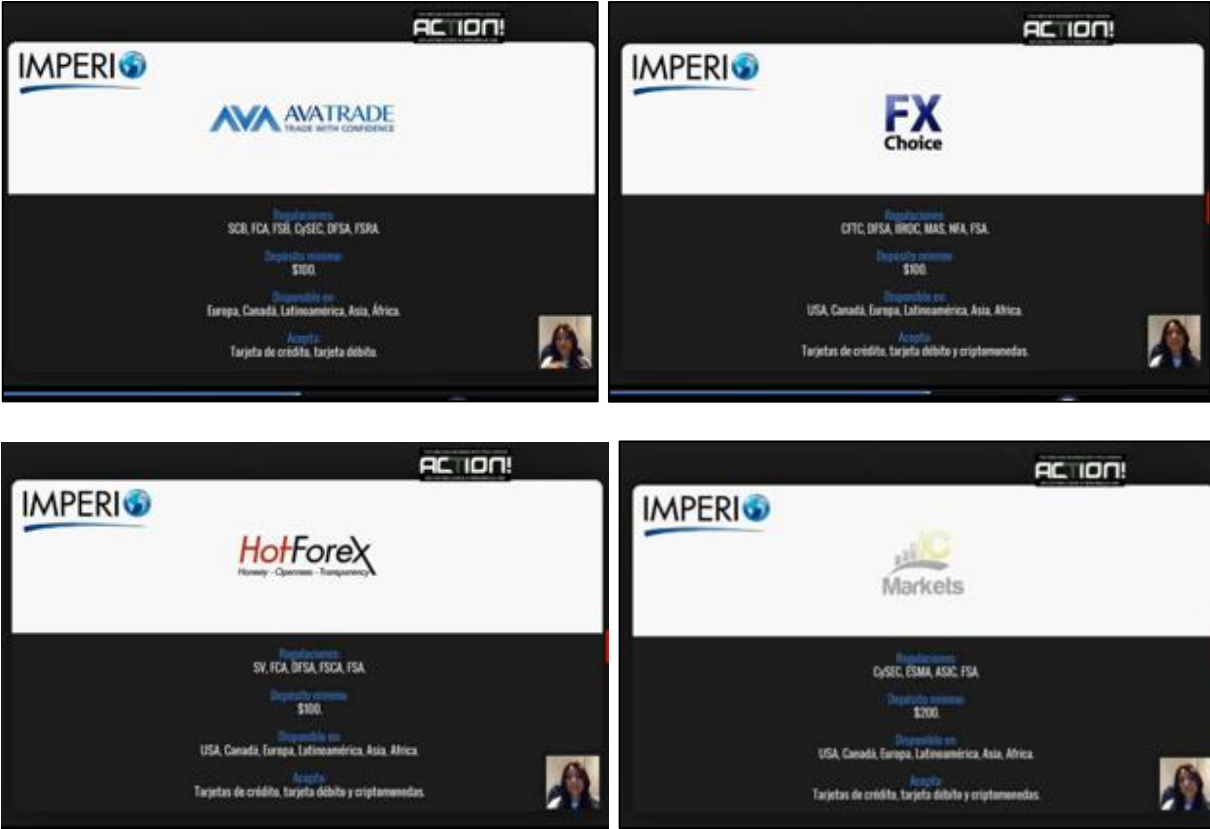 ACTION!
IMPERIO
AVA AVATRADE
TRADE WITH CONFIDENCE
Regulaciones
SCB, FCA, FSB, CySEC, DFSA, FSRA.
Depósito mínimo
$100.
Disponible en
Europa, Canadá, Latinoamérica, Asia, África.
Acepta
Tarjeta de crédito, tarjeta débito.
ACTION!
IMPERIO
FX
Choice
Regulaciones
CFTC, DFSA, IIROC, MAS, NFA, FSA.
Depósito mínimo
$100.
Disponible en
USA, Canadá, Europa, Latinoamérica, Asia, Africa.
Acepta
Tarjetas de crédito, tarjeta débito y criptomonedas.
ACTION!
IMPERIO
HotForex
Honesty - Openness - Transparency
Regulaciones
SV, FCA, DFSA, FSCA, FSA.
Depósito mínimo
$100.
Disponible en
USA, Canadá, Europa, Latinoamérica, Asia, Africa.
Acepta
Tarjetas de crédito, tarjeta débito y criptomonedas.
ACTION!
IMPERIO
IC
Markets
Regulaciones
CySEC, ESMA, ASIC, FSA.
Depósito mínimo
$200.
Disponible en
USA, Canadá, Europa, Latinoamérica, Asia, Africa.
Acepta
Tarjetas de crédito, tarjeta débito y criptomonedas.